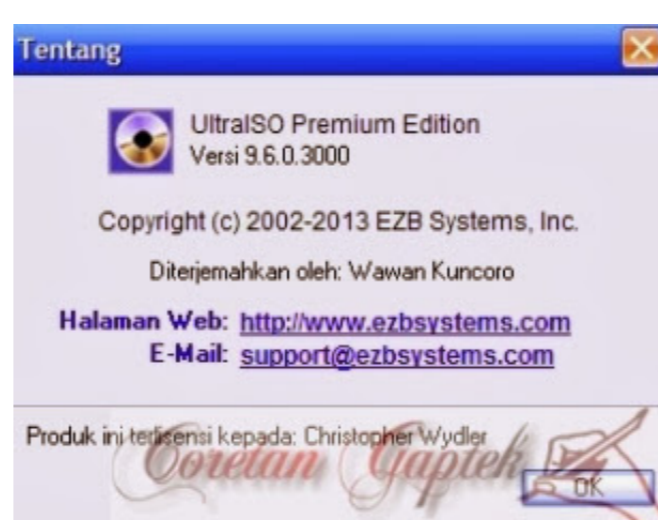 Tentang
UltraISO Premium Edition
Versi 9.6.0.3000
Copyright (c) 2002-2013 EZB Systems, Inc.
Diterjemahkan oleh: Wawan Kuncoro
Halaman Web: http://www.ezbsystems.com
E-Mail: support@ezbsystems.com
Produk ini terlisensi kepada: Christopher Wydler
Coretan Gaptek
OK